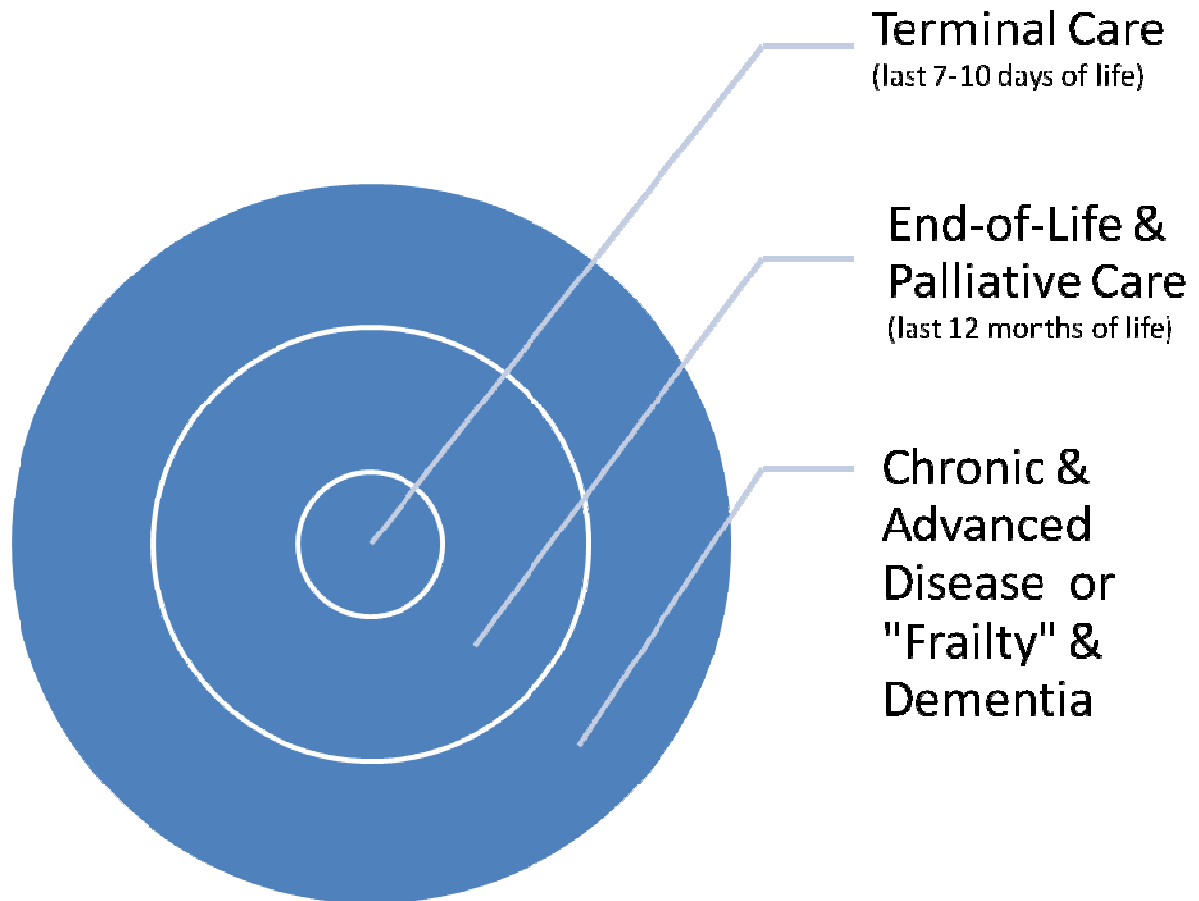 Terminal Care
(last 7-10 days of life)
End-of-Life &
Palliative Care
(last 12 months of life)
Chronic &
Advanced
Disease or
"Frailty" &
Dementia